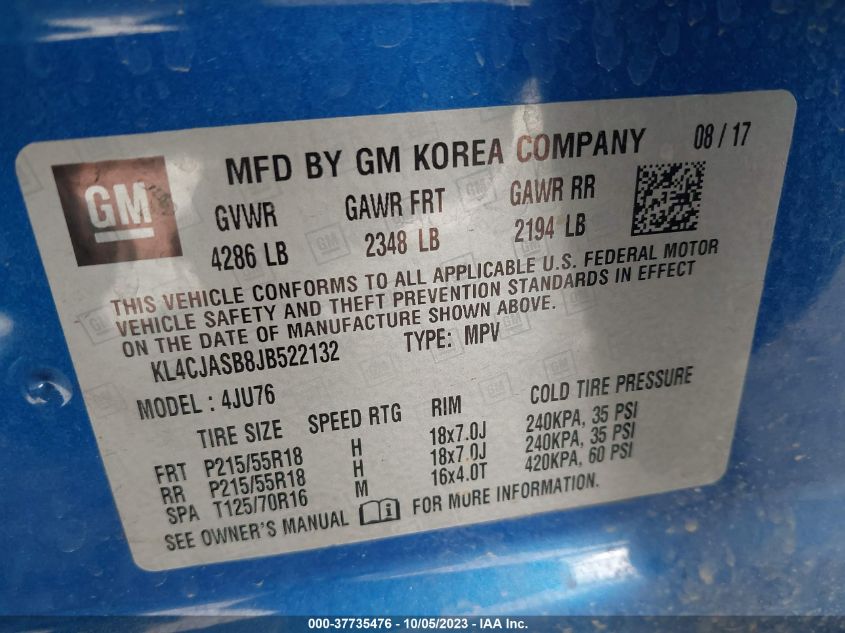 GM
MFD BY GM KOREA COMPANY 08 / 17
GVWR GAWR FRT GAWR RR
4286 LB 2348 LB 2194 LB
THIS VEHICLE CONFORMS TO ALL APPLICABLE U.S. FEDERAL MOTOR
VEHICLE SAFETY AND THEFT PREVENTION STANDARDS IN EFFECT
ON THE DATE OF MANUFACTURE SHOWN ABOVE.
KL4CJASB8JB522132 TYPE: MPV
MODEL : 4JU76
TIRE SIZE SPEED RTG RIM COLD TIRE PRESSURE
FRT P215/55R18 H 18x7.0J 240KPA, 35 PSI
RR P215/55R18 H 18x7.0J 240KPA, 35 PSI
SPA T125/70R16 M 16x4.0T 420KPA, 60 PSI
SEE OWNER'S MANUAL FOR MORE INFORMATION.
000-37735476 - 10/05/2023 - IAA Inc.